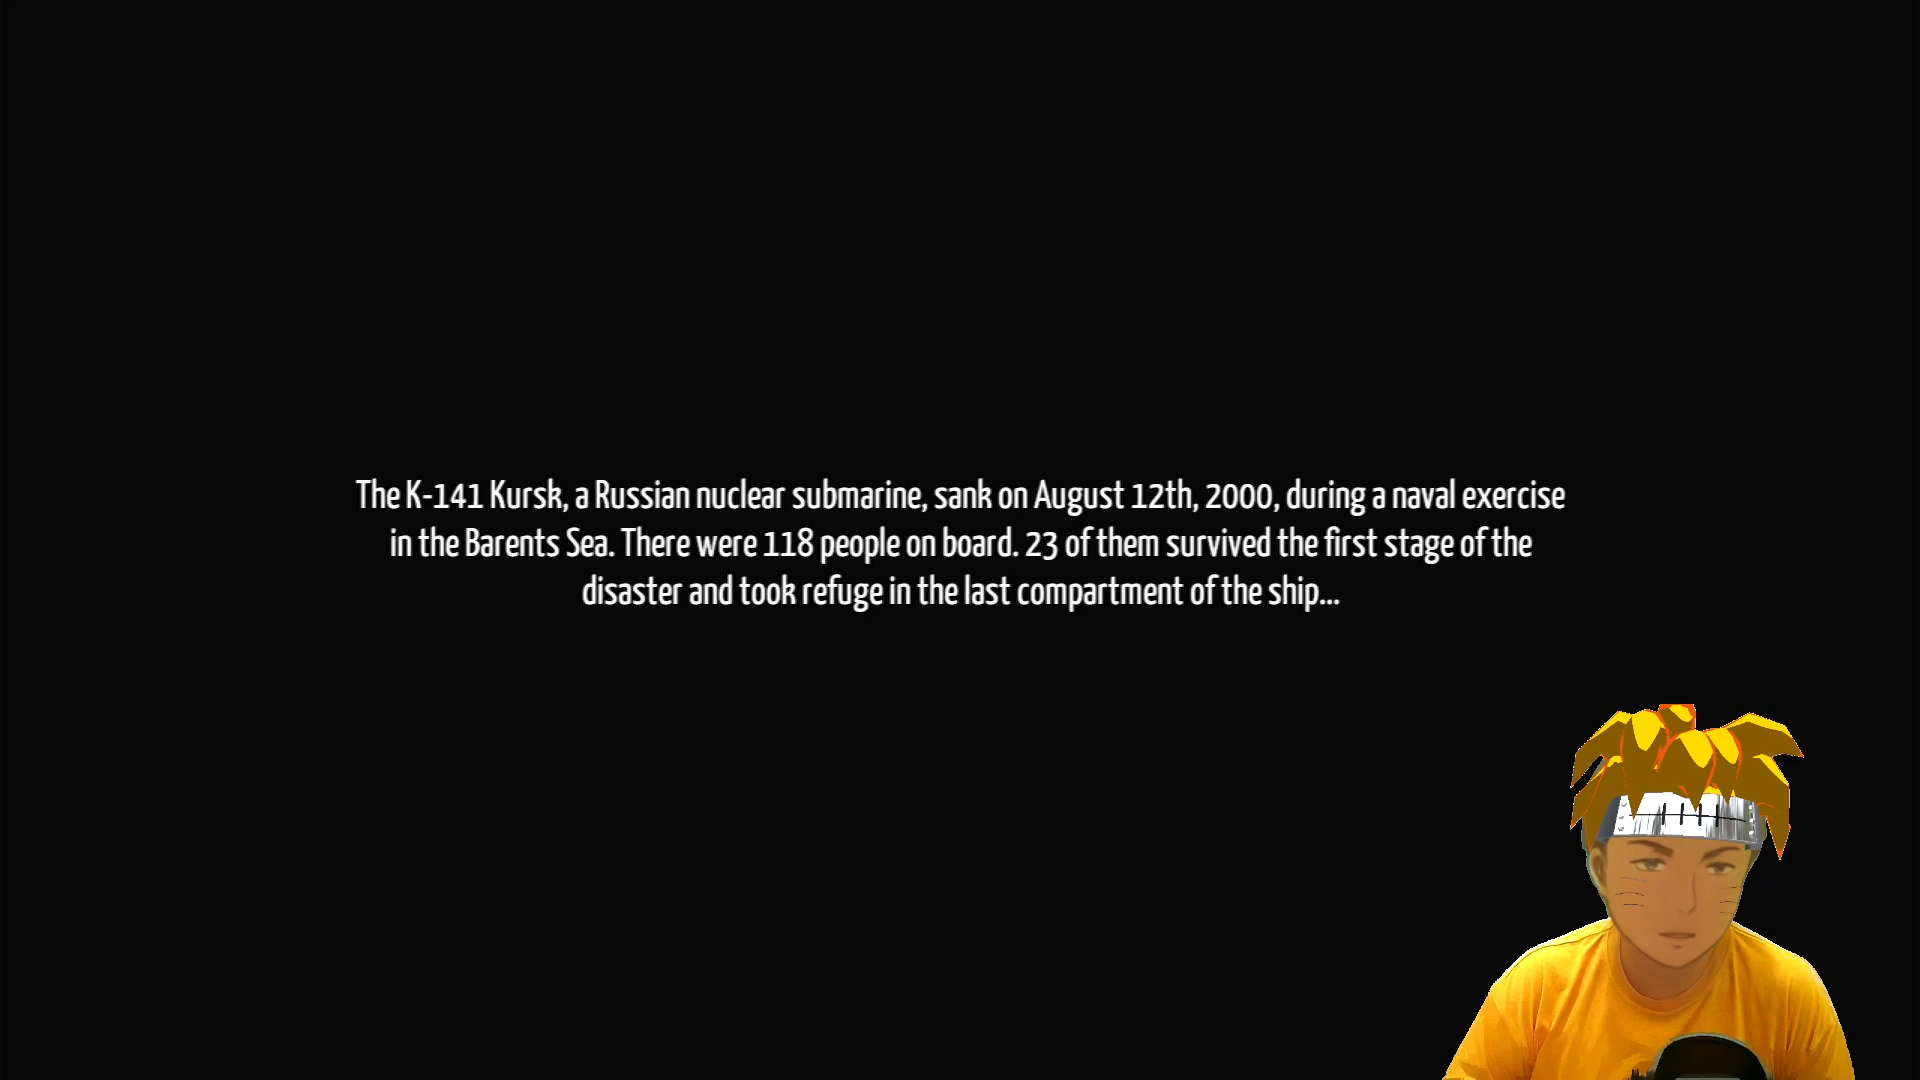 The K-141 Kursk, a Russian nuclear submarine, sank on August 12th, 2000, during a naval exercise
in the Barents Sea. There were 118 people on board. 23 of them survived the first stage of the
disaster and took refuge in the last compartment of the ship...